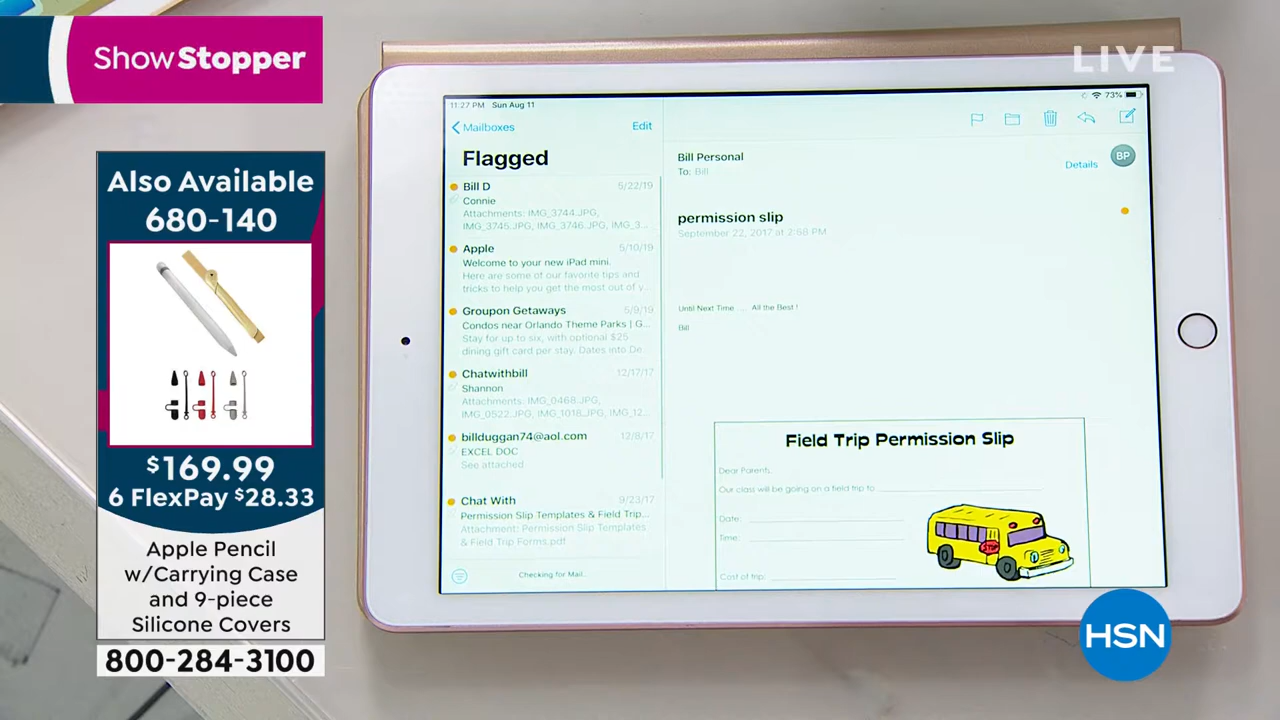 ShowStopper
LIVE
Also Available
680-140
$169.99
6 FlexPay $28.33
Apple Pencil
w/Carrying Case
and 9-piece
Silicone Covers
800-284-3100
11:27 PM Sun Aug 11
73%
Mailboxes
Edit
Flagged
Bill D 5/22/19
Connie
Attachments: IMG_3744.JPG,
IMG_3745.JPG, IMG_3746.JPG, IMG_3...
Apple 5/10/19
Welcome to your new iPad mini.
Here are some of our favorite tips and
tricks to help you get the most out of y...
Groupon Getaways 5/9/19
Condos near Orlando Theme Parks | G...
Stay for up to six, with optional $25
dining gift card per stay. Dates into De...
Chatwithbill 12/17/17
Shannon
Attachments: IMG_0468.JPG,
IMG_0522.JPG, IMG_1018.JPG, IMG_12...
billduggan74@aol.com 12/8/17
EXCEL DOC
See attached
Chat With 9/23/17
Permission Slip Templates & Field Trip...
Attachment: Permission Slip Templates
& Field Trip Forms.pdf
Checking for Mail...
Bill Personal
To: Bill
Details
BP
permission slip
September 22, 2017 at 2:58 PM
Until Next Time ... All the Best !
Bill
Field Trip Permission Slip
Dear Parents,
Our class will be going on a field trip to
Date:
Time:
STOP
Cost of trip:
HSN